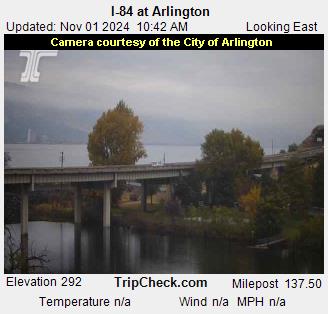 I-84 at Arlington
Updated: Nov 01 2024 10:42 AM Looking East
Camera courtesy of the City of Arlington
Elevation 292 TripCheck.com Milepost 137.50
Temperature n/a Wind n/a MPH n/a